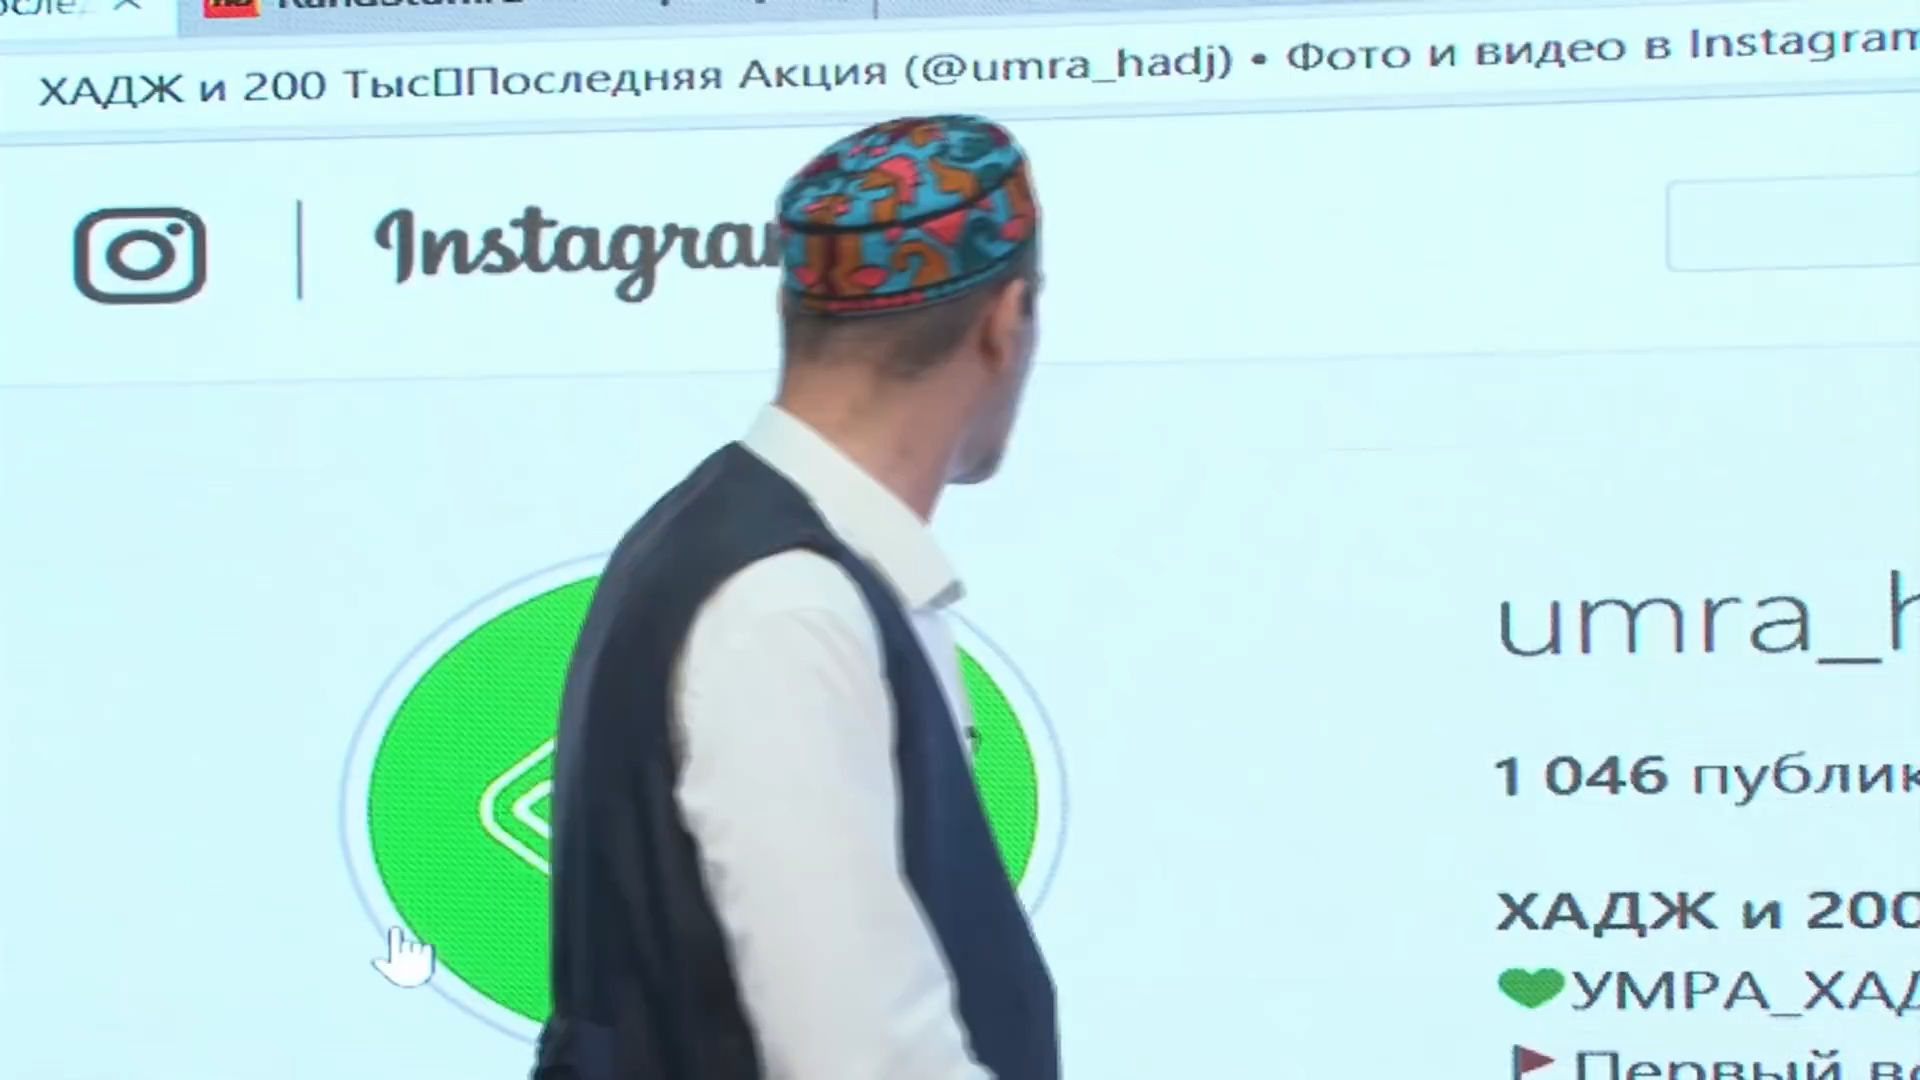 ХАДЖ и 200 Тыс▯Последняя Акция (@umra_hadj) • Фото и видео в Instagram
Instagra
umra_h
1 046 публик
ХАДЖ и 200
УМРА_ХАД
Первый